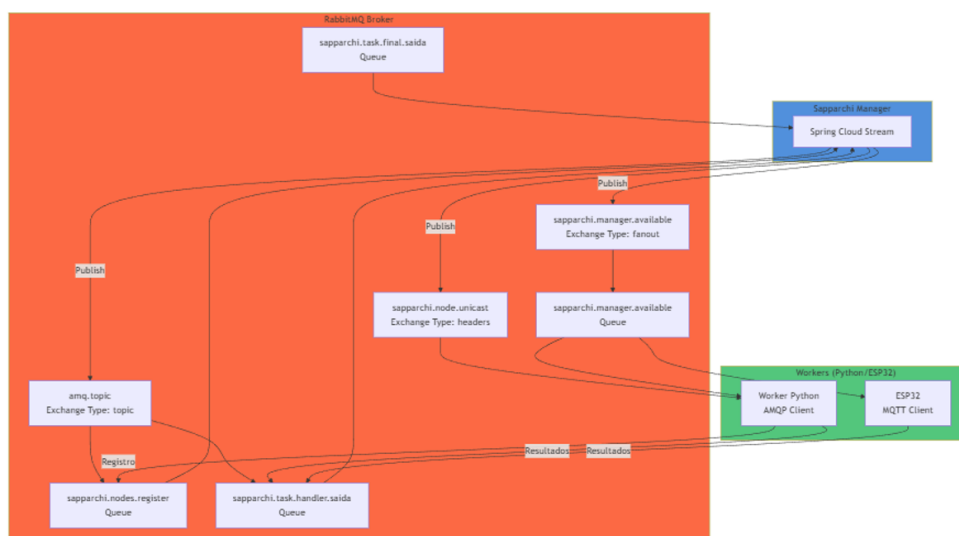 RabbitMQ Broker
sapparchi.task.final.saida
Queue
Sapparchi Manager
Spring Cloud Stream
Publish
sapparchi.manager.available
Exchange Type: fanout
Publish
Publish
sapparchi.node.unicast
Exchange Type: headers
sapparchi.manager.available
Queue
Workers (Python/ESP32)
amq.topic
Exchange Type: topic
Worker Python
AMQP Client
ESP32
MQTT Client
Registro
Resultados
Resultados
sapparchi.nodes.register
Queue
sapparchi.task.handler.saida
Queue